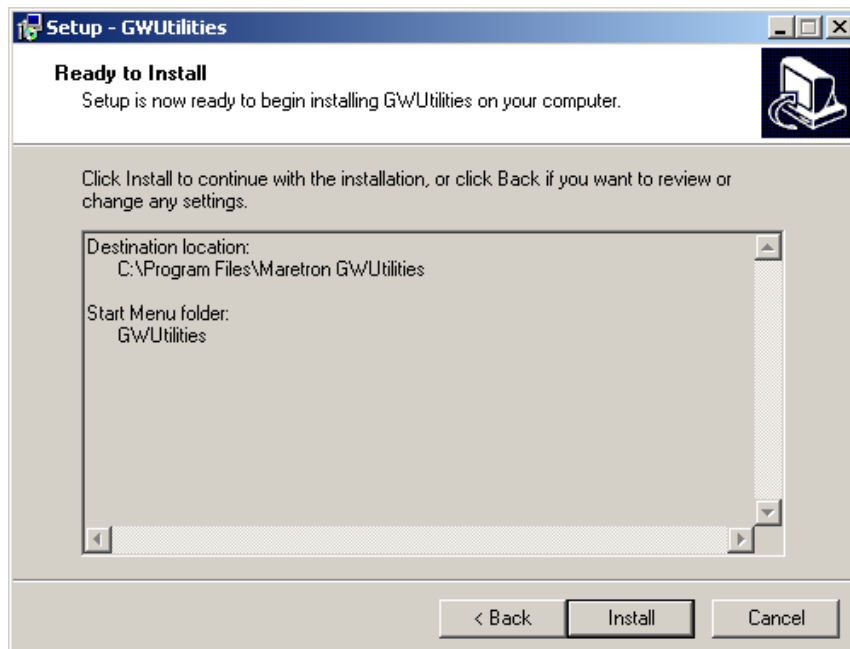 Setup - GWUtilities
Ready to Install
Setup is now ready to begin installing GWUtilities on your computer.
Click Install to continue with the installation, or click Back if you want to review or
change any settings.
Destination location:
C:\Program Files\Maretron GWUtilities
Start Menu folder:
GWUtilities
< Back
Install
Cancel